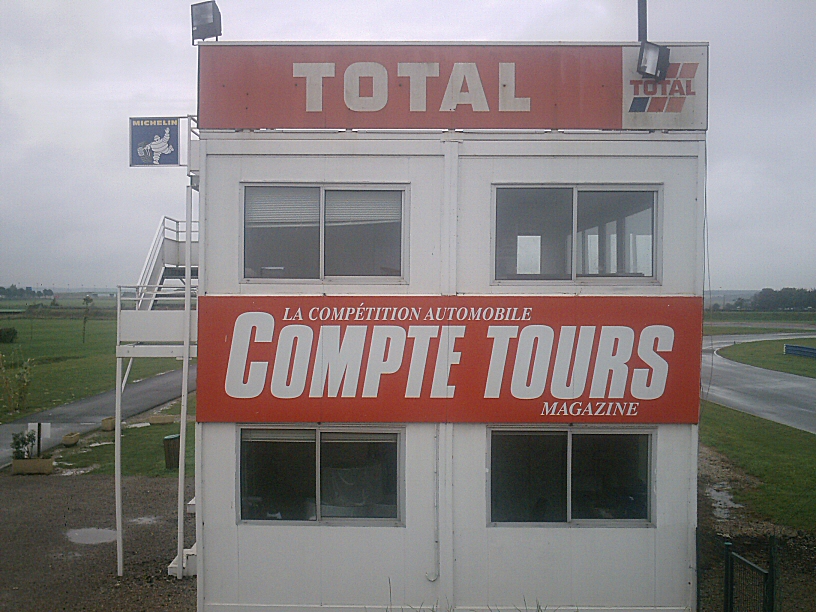 TOTAL
TOTAL
MICHELIN
LA COMPÉTITION AUTOMOBILE
COMPTE TOURS
MAGAZINE